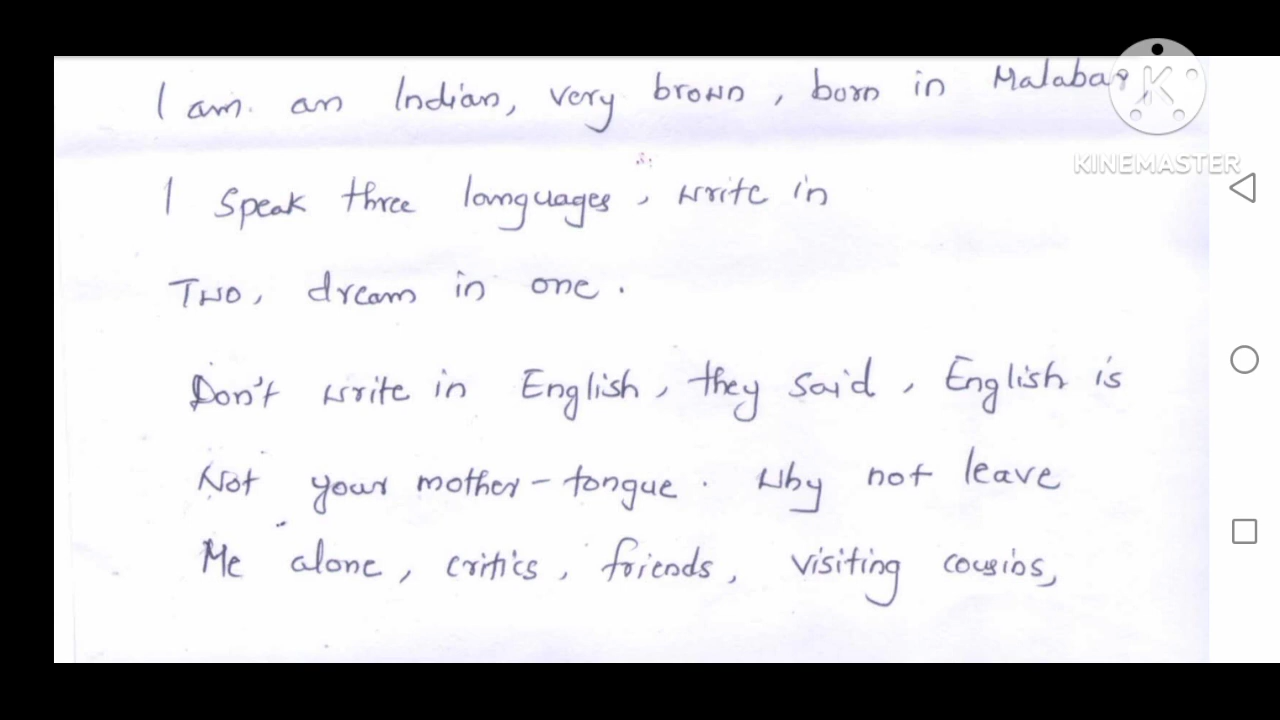 I am an Indian, very brown, born in Malabar,
KINEMASTER
I speak three languages, write in
Two, dream in one.
Don't write in English, they said, English is
Not your mother-tongue. Why not leave
Me alone, critics, friends, visiting cousins,